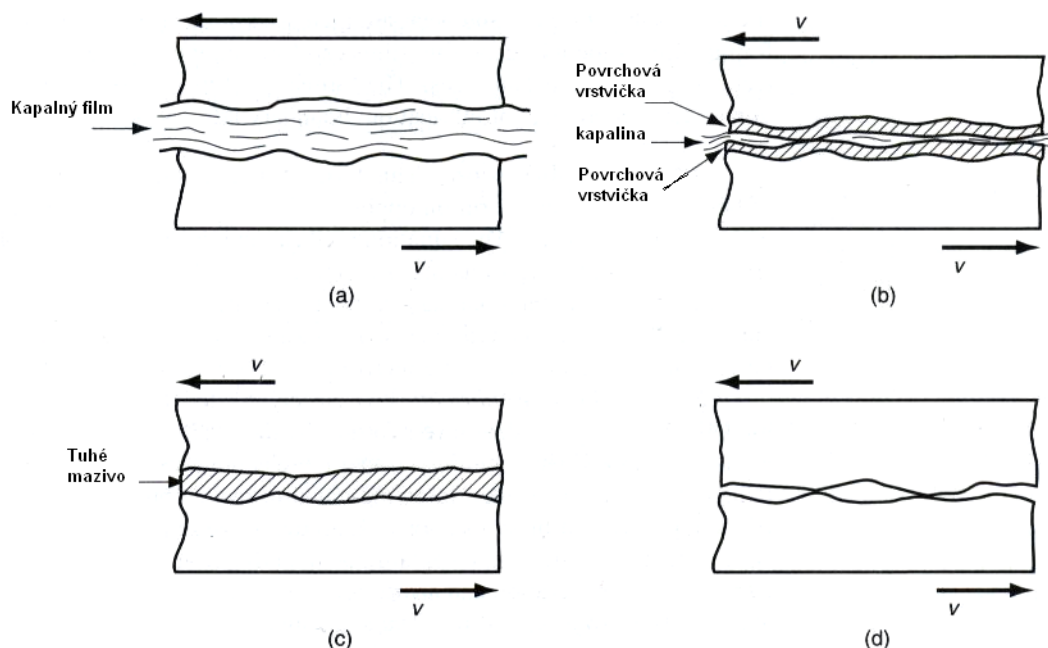 Kapalný film
v
(a)
v
Povrchová
vrstvička
kapalina
Povrchová
vrstvička
v
(b)
v
Tuhé
mazivo
v
(c)
v
v
(d)